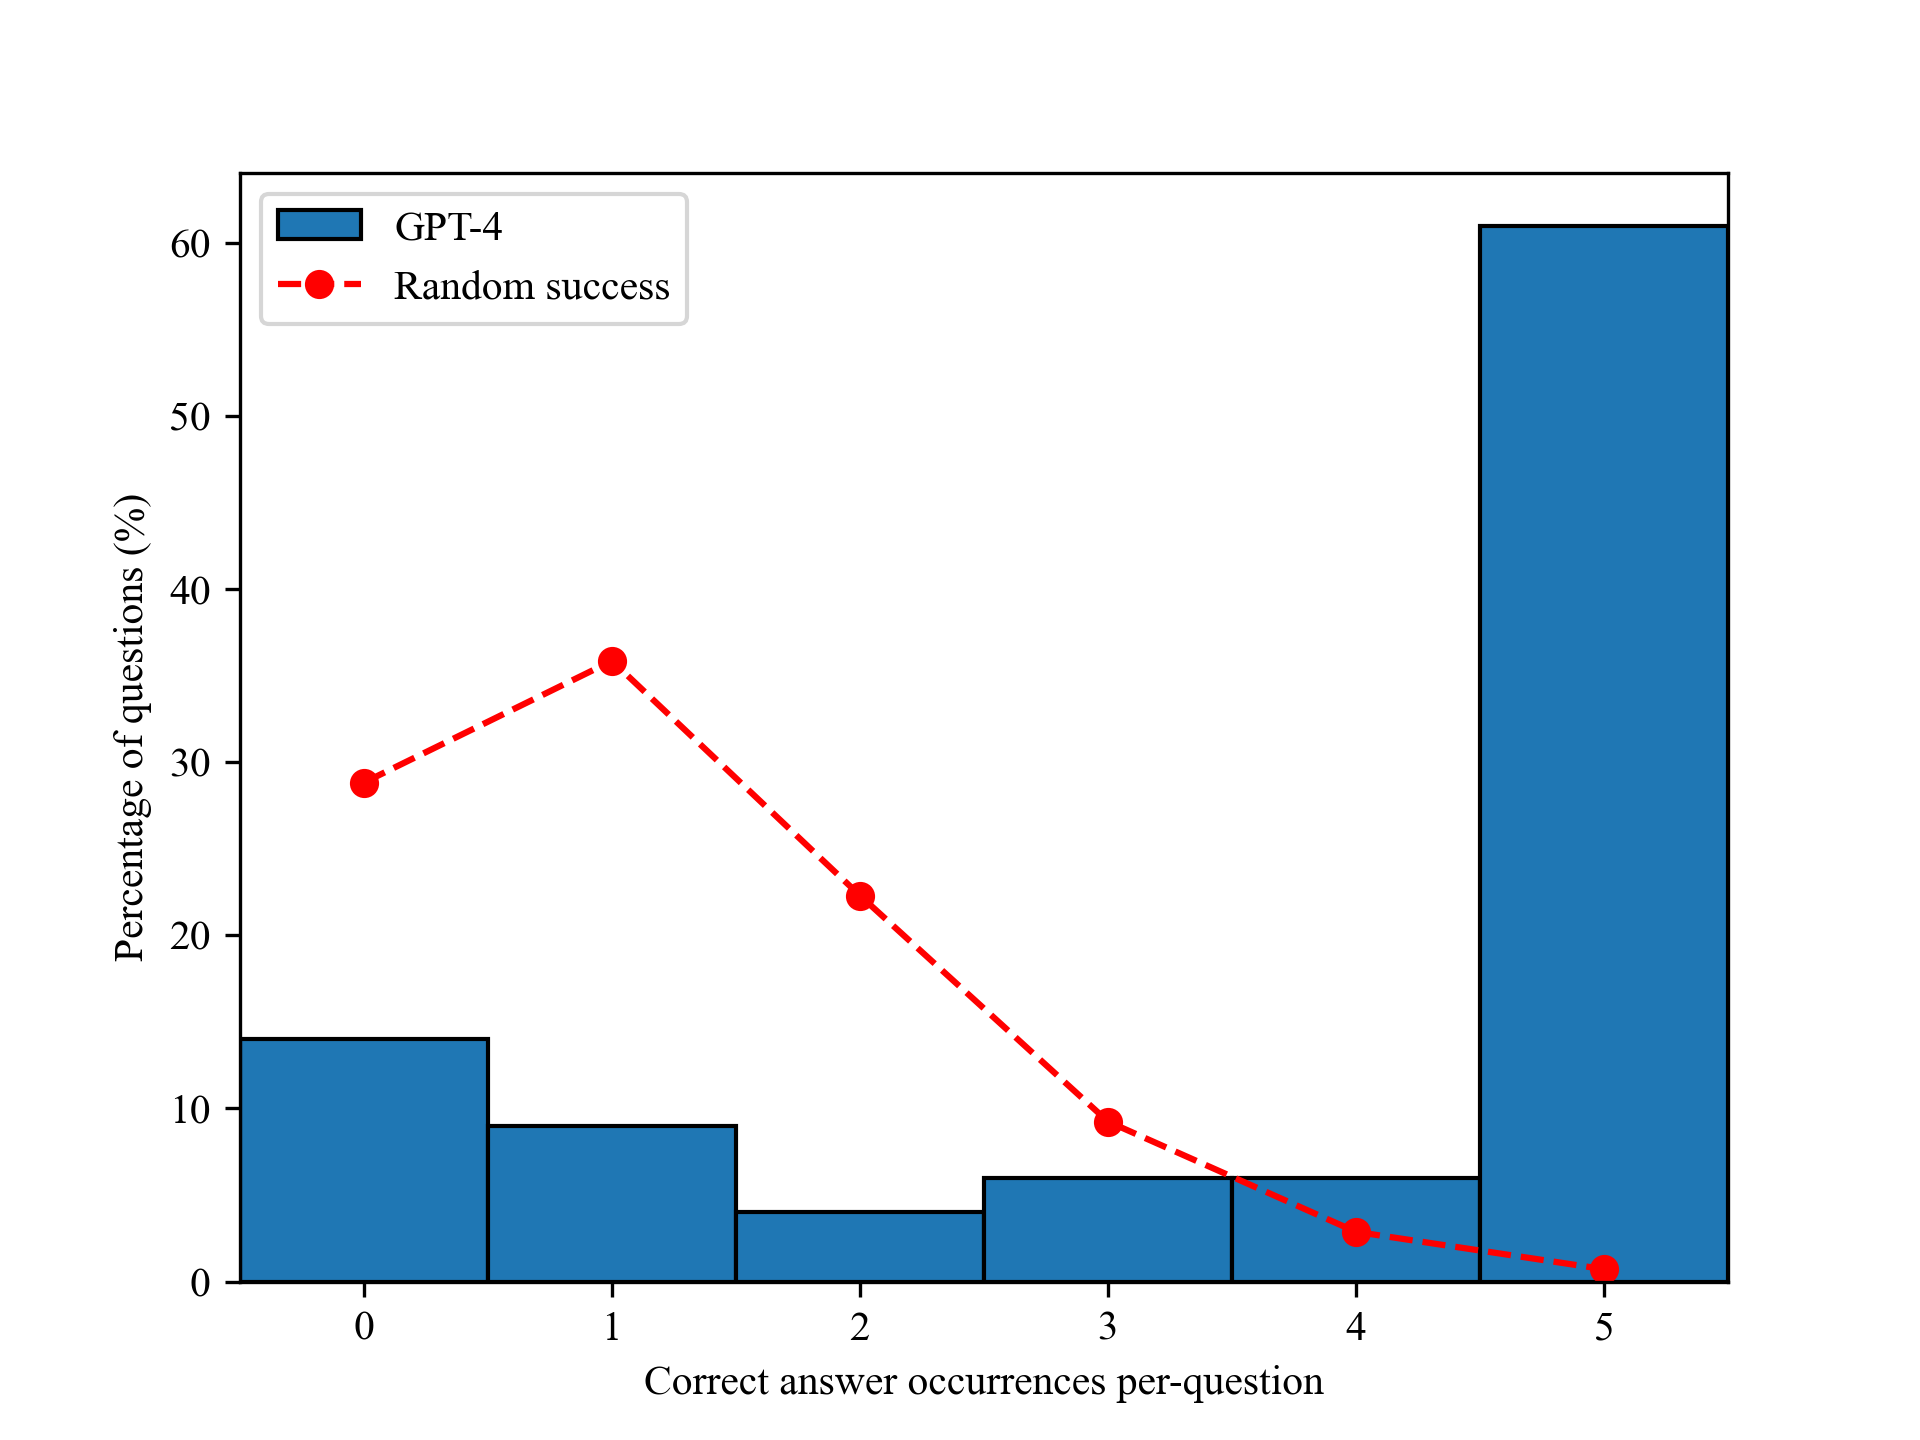 GPT-4
Random success
60
50
40
30
20
10
0
Percentage of questions (%)
0 1 2 3 4 5
Correct answer occurrences per-question